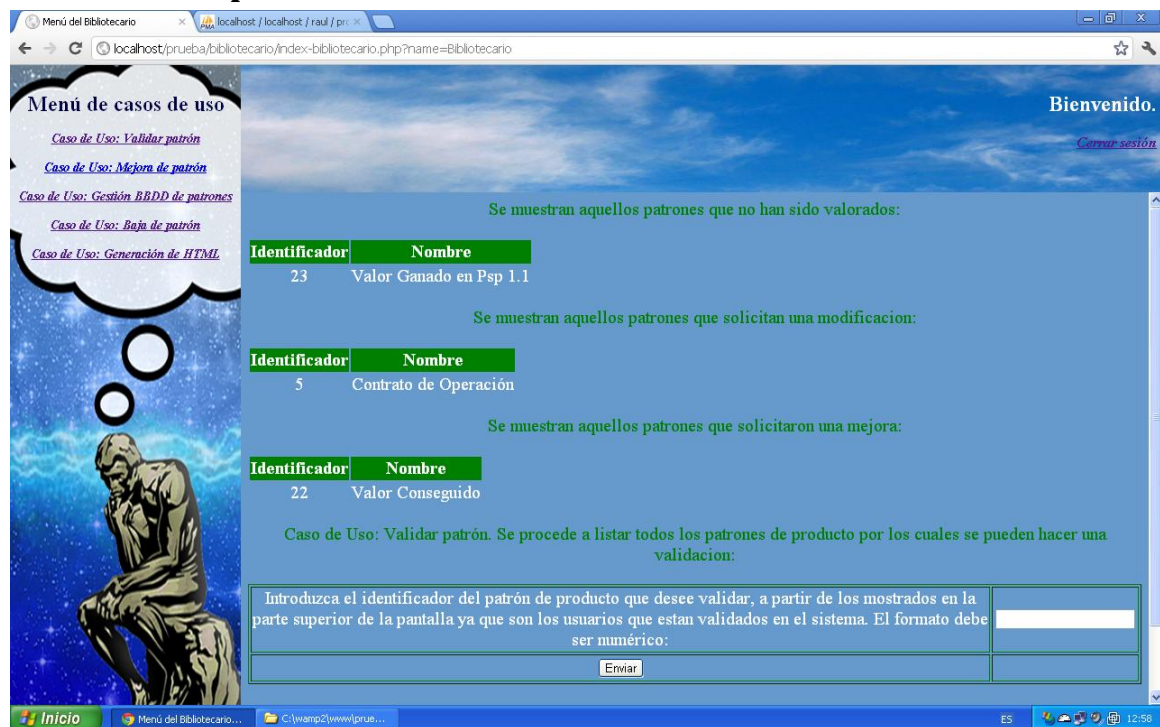 Menú del Bibliotecario
localhost / localhost / raul / pro
localhost/prueba/bibliotecario/index-bibliotecario.php?name=Bibliotecario
Menú de casos de uso
Caso de Uso: Validar patrón
Caso de Uso: Mejora de patrón
Caso de Uso: Gestión BBDD de patrones
Caso de Uso: Baja de patrón
Caso de Uso: Generación de HTML
Bienvenido.
Cerrar sesión
Se muestran aquellos patrones que no han sido valorados:
Identificador Nombre
23 Valor Ganado en Psp 1.1
Se muestran aquellos patrones que solicitan una modificacion:
Identificador Nombre
5 Contrato de Operación
Se muestran aquellos patrones que solicitaron una mejora:
Identificador Nombre
22 Valor Conseguido
Caso de Uso: Validar patrón. Se procede a listar todos los patrones de producto por los cuales se pueden hacer una
validacion:
Introduzca el identificador del patrón de producto que desee validar, a partir de los mostrados en la
parte superior de la pantalla ya que son los usuarios que estan validados en el sistema. El formato debe
ser numérico:
Enviar
Inicio
Menú del Bibliotecario...
C:\wamp2\www\prue...
ES
12:58